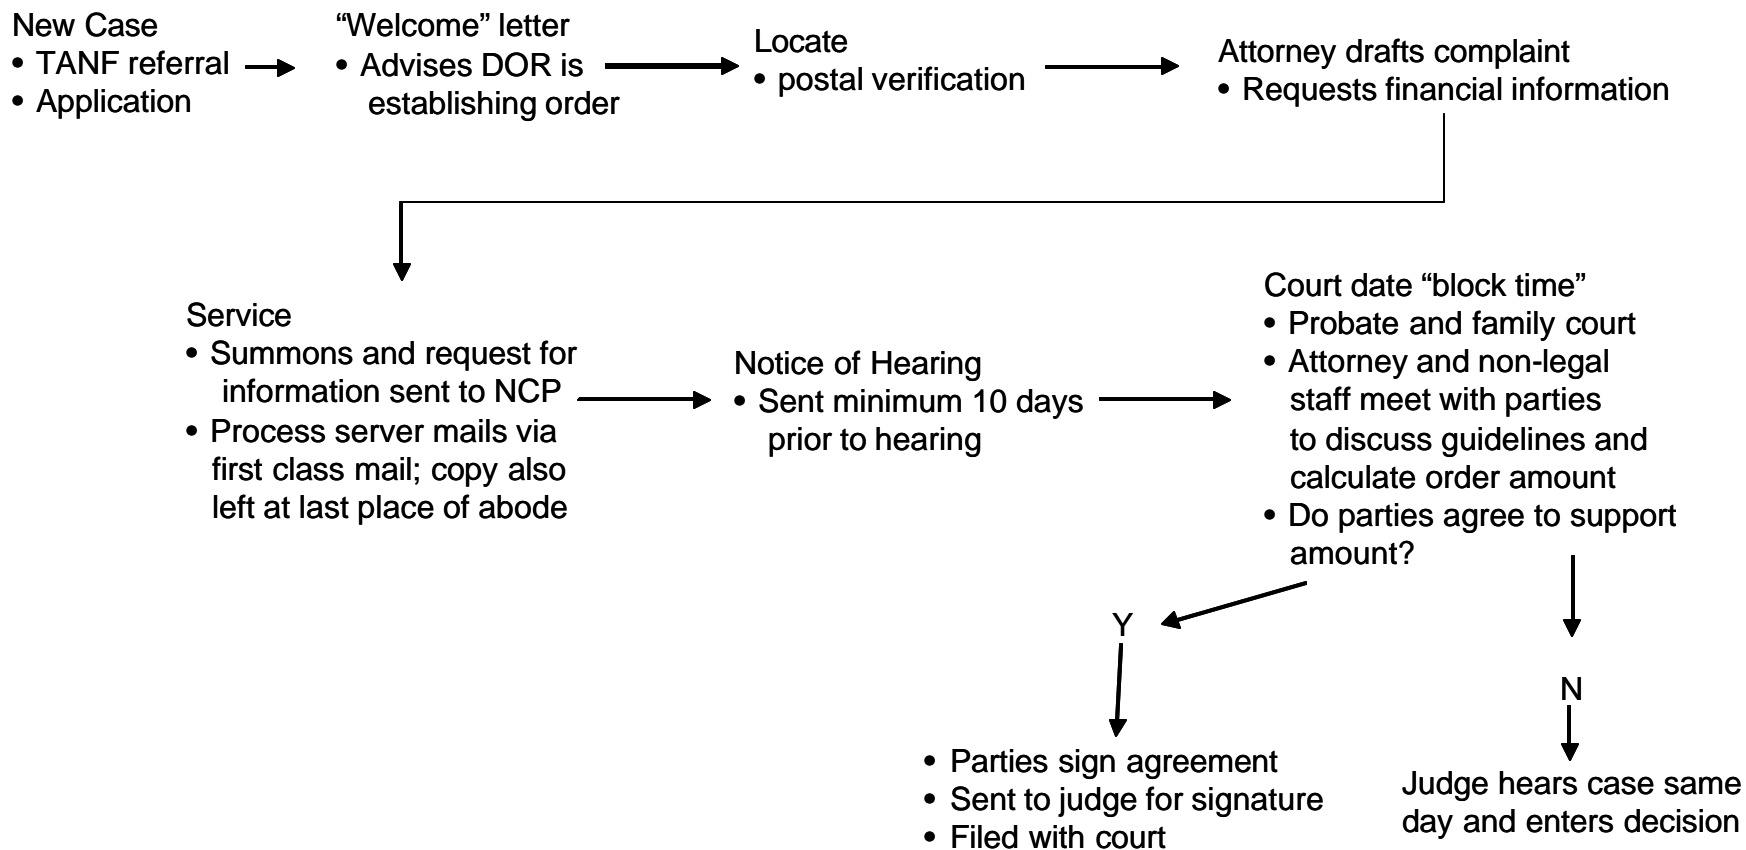 New Case
• TANF referral
• Application
“Welcome” letter
• Advises DOR is
establishing order
Locate
• postal verification
Attorney drafts complaint
• Requests financial information
Service
• Summons and request for
information sent to NCP
• Process server mails via
first class mail; copy also
left at last place of abode
Notice of Hearing
• Sent minimum 10 days
prior to hearing
Court date “block time”
• Probate and family court
• Attorney and non-legal
staff meet with parties
to discuss guidelines and
calculate order amount
• Do parties agree to support
amount?
Y
• Parties sign agreement
• Sent to judge for signature
• Filed with court
N
Judge hears case same
day and enters decision